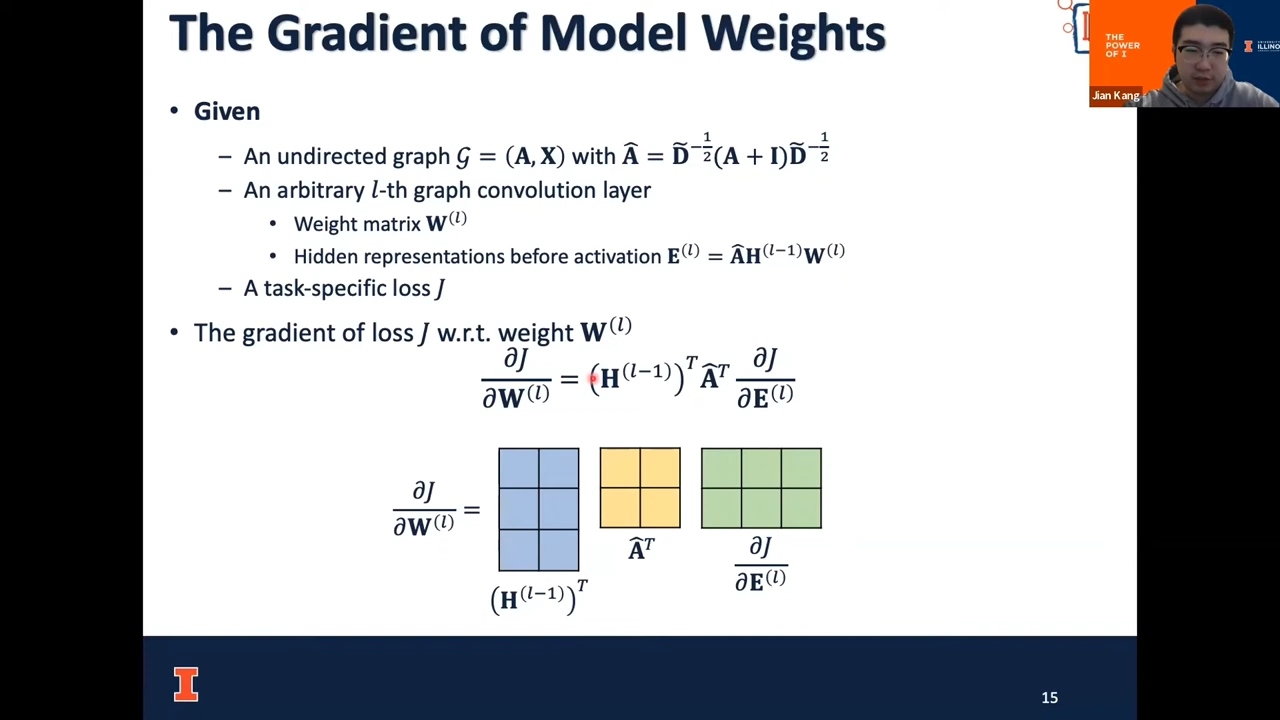 The Gradient of Model Weights
THE POWER OF I
ILLINO
Jian Kang
• Given
– An undirected graph 𝒢 = (𝐀, 𝐗) with 𝐀̂ = 𝐃̃^{-1/2}(𝐀 + 𝐈)𝐃̃^{-1/2}
– An arbitrary 𝑙-th graph convolution layer
• Weight matrix 𝐖^(𝑙)
• Hidden representations before activation 𝐄^(𝑙) = 𝐀̂𝐇^(𝑙−1)𝐖^(𝑙)
– A task-specific loss 𝐽
• The gradient of loss 𝐽 w.r.t. weight 𝐖^(𝑙)
∂𝐽/∂𝐖^(𝑙) = (𝐇^(𝑙−1))^𝑇 𝐀̂^𝑇 ∂𝐽/∂𝐄^(𝑙)
∂𝐽/∂𝐖^(𝑙) =
(𝐇^(𝑙−1))^𝑇
𝐀̂^𝑇
∂𝐽/∂𝐄^(𝑙)
I
15